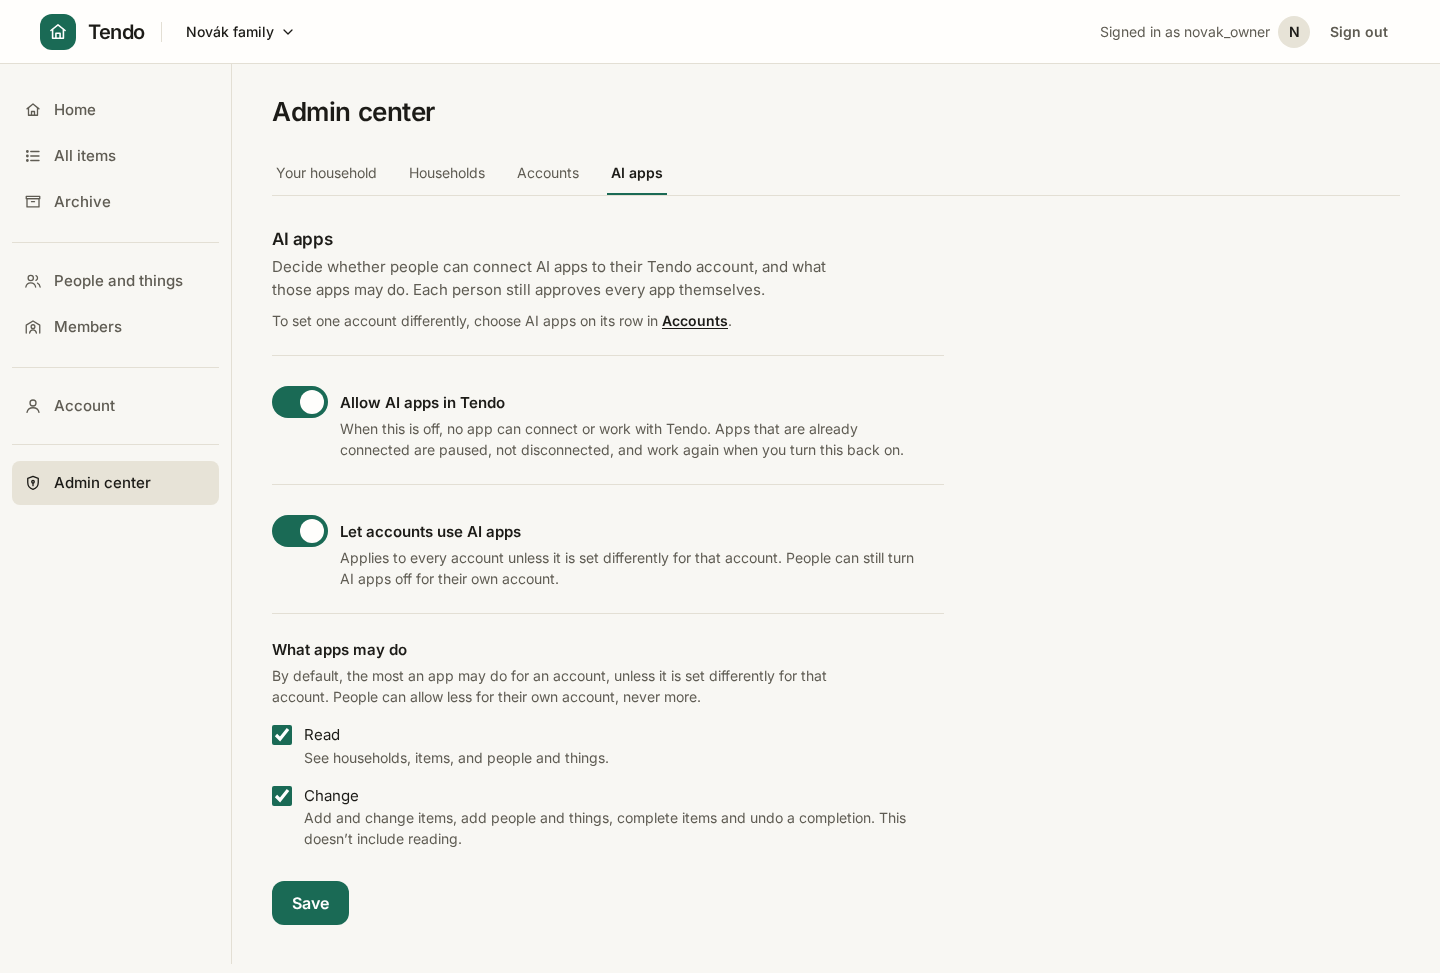 Tendo
Novák family
Signed in as novak_owner
N
Sign out
Home
All items
Archive
People and things
Members
Account
Admin center
Admin center
Your household
Households
Accounts
AI apps
AI apps
Decide whether people can connect AI apps to their Tendo account, and what
those apps may do. Each person still approves every app themselves.
To set one account differently, choose AI apps on its row in Accounts.
Allow AI apps in Tendo
When this is off, no app can connect or work with Tendo. Apps that are already
connected are paused, not disconnected, and work again when you turn this back on.
Let accounts use AI apps
Applies to every account unless it is set differently for that account. People can still turn
AI apps off for their own account.
What apps may do
By default, the most an app may do for an account, unless it is set differently for that
account. People can allow less for their own account, never more.
Read
See households, items, and people and things.
Change
Add and change items, add people and things, complete items and undo a completion. This
doesn’t include reading.
Save